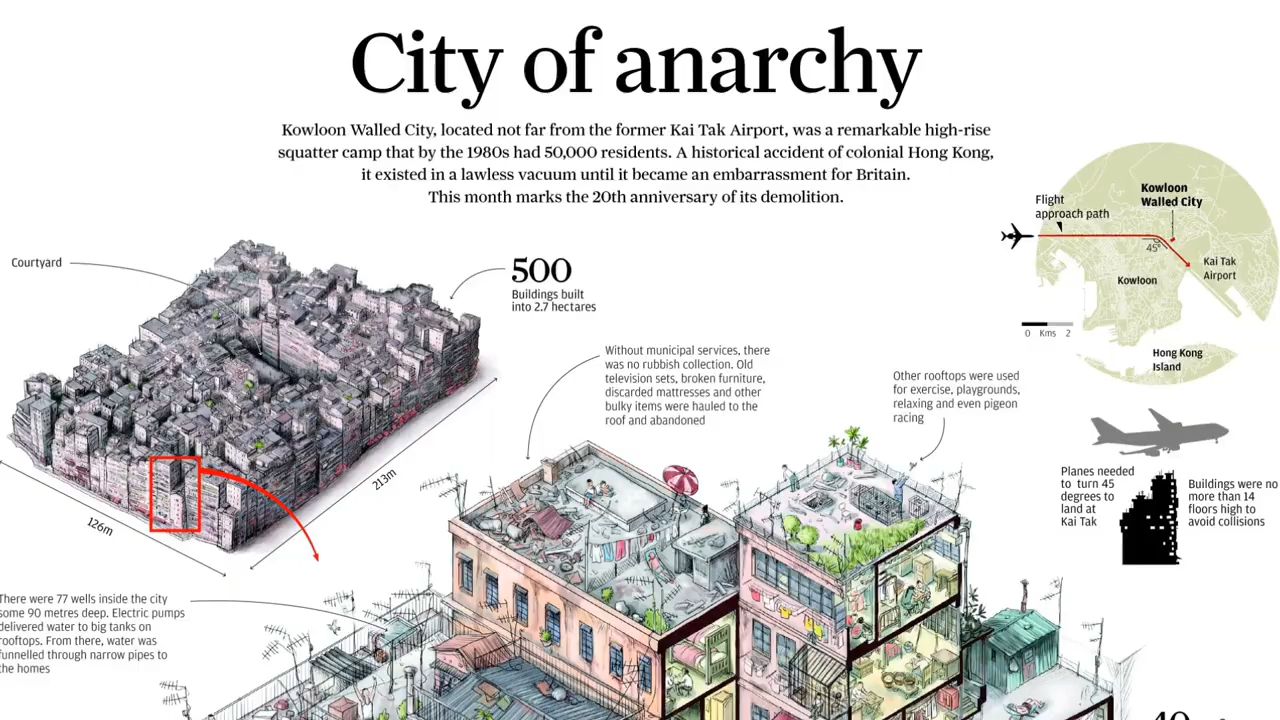 City of anarchy
Kowloon Walled City, located not far from the former Kai Tak Airport, was a remarkable high-rise
squatter camp that by the 1980s had 50,000 residents. A historical accident of colonial Hong Kong,
it existed in a lawless vacuum until it became an embarrassment for Britain.
This month marks the 20th anniversary of its demolition.
Courtyard
500
Buildings built
into 2.7 hectares
126m
213m
Flight
approach path
Kowloon
Walled City
45°
Kai Tak
Airport
Kowloon
0 Kms 2
Hong Kong
Island
Without municipal services, there
was no rubbish collection. Old
television sets, broken furniture,
discarded mattresses and other
bulky items were hauled to the
roof and abandoned
Other rooftops were used
for exercise, playgrounds,
relaxing and even pigeon
racing
Planes needed
to turn 45
degrees to
land at
Kai Tak
Buildings were no
more than 14
floors high to
avoid collisions
There were 77 wells inside the city
some 90 metres deep. Electric pumps
delivered water to big tanks on
rooftops. From there, water was
funnelled through narrow pipes to
the homes